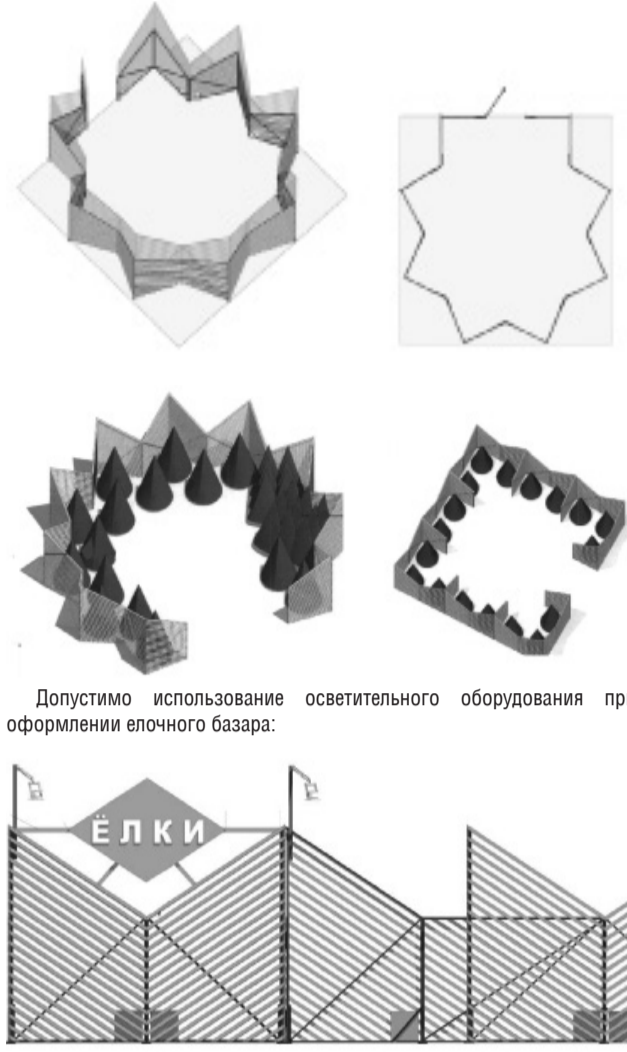 Допустимо использование осветительного оборудования пр
оформлении елочного базара:
ЁЛКИ